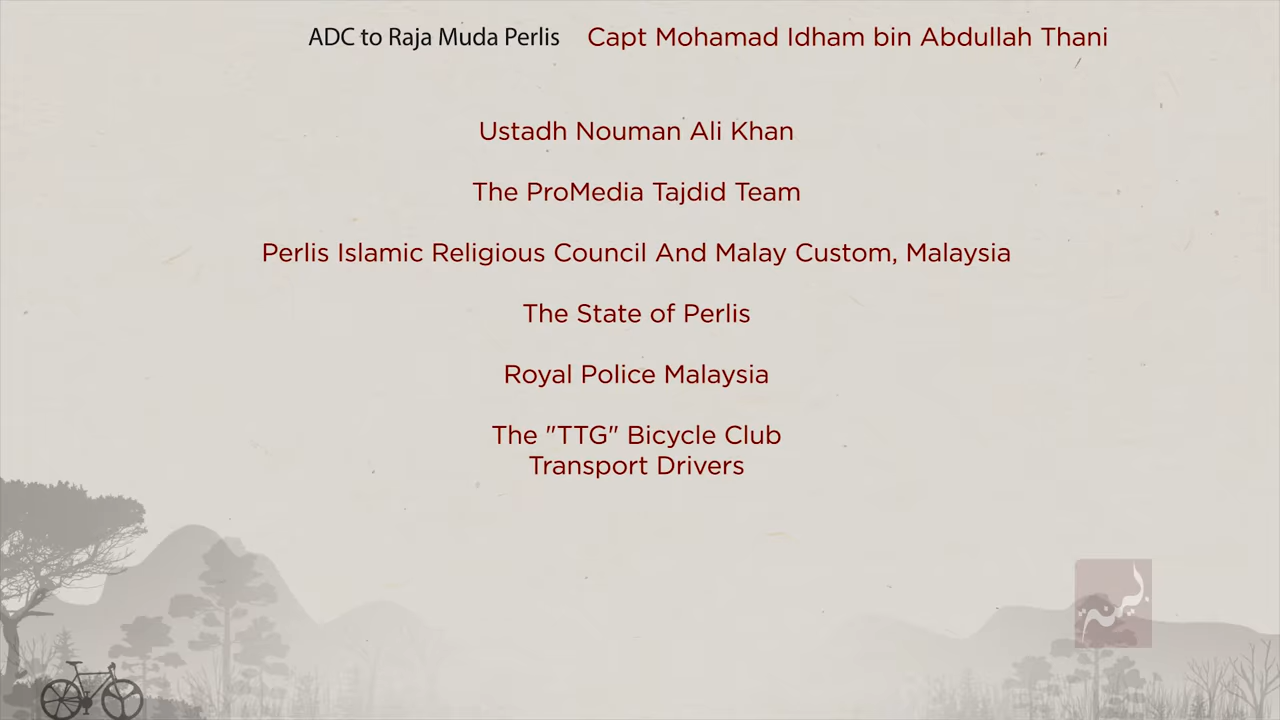 ADC to Raja Muda Perlis Capt Mohamad Idham bin Abdullah Thani
Ustadh Nouman Ali Khan
The ProMedia Tajdid Team
Perlis Islamic Religious Council And Malay Custom, Malaysia
The State of Perlis
Royal Police Malaysia
The "TTG" Bicycle Club
Transport Drivers